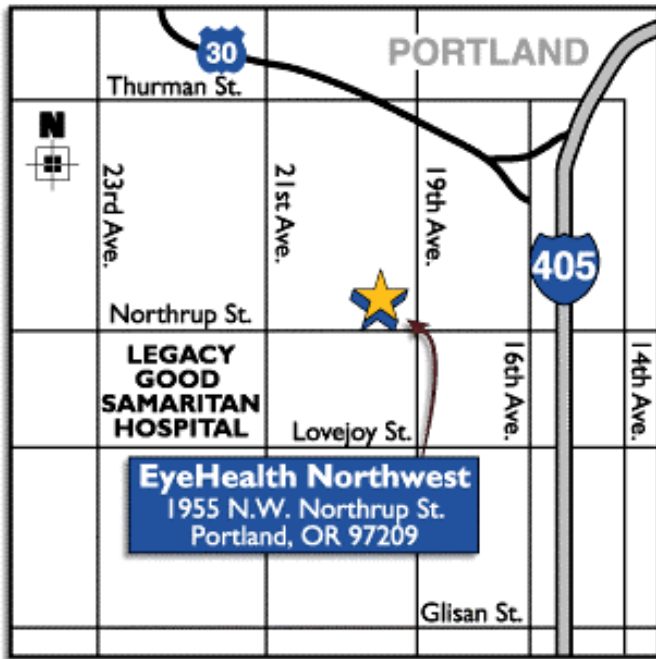 30
PORTLAND
Thurman St.
N
23rd Ave.
21st Ave.
19th Ave.
405
Northrup St.
16th Ave.
14th Ave.
LEGACY
GOOD
SAMARITAN
HOSPITAL
Lovejoy St.
EyeHealth Northwest
1955 N.W. Northrup St.
Portland, OR 97209
Glisan St.